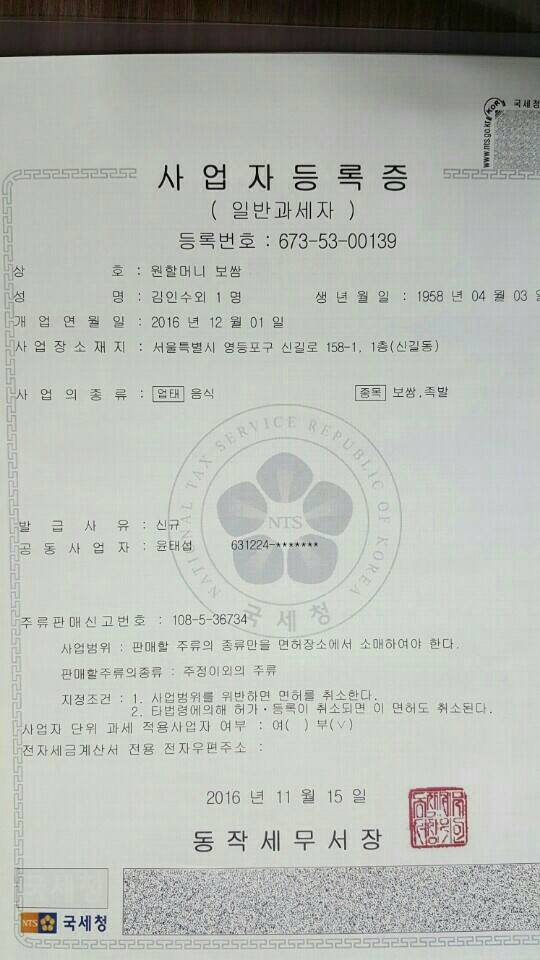 국세청
www.nts.go.kr
사업자등록증
( 일반과세자 )
등록번호 : 673-53-00139
상 호 : 원할머니 보쌈
성 명 : 김인수외 1 명 생 년 월 일 : 1958 년 04 월 03 일
개 업 연 월 일 : 2016 년 12 월 01 일
사 업 장 소 재 지 : 서울특별시 영등포구 신길로 158-1, 1층(신길동)
사 업 의 종 류 : 업태 음식 종목 보쌈,족발
NATIONAL TAX SERVICE REPUBLIC OF KOREA
NTS
국세청
발 급 사 유 : 신규
공 동 사 업 자 : 윤태섭 631224-*******
주류판매신고번호 : 108-5-36734
사업범위 : 판매할 주류의 종류만을 면허장소에서 소매하여야 한다.
판매할주류의종류 : 주정이외의 주류
지정조건 : 1. 사업범위를 위반하면 면허를 취소한다.
2. 타법령에의해 허가·등록이 취소되면 이 면허도 취소된다.
사업자 단위 과세 적용사업자 여부 : 여( ) 부(∨)
전자세금계산서 전용 전자우편주소 :
2016 년 11 월 15 일
동작세무서장
NTS 국세청